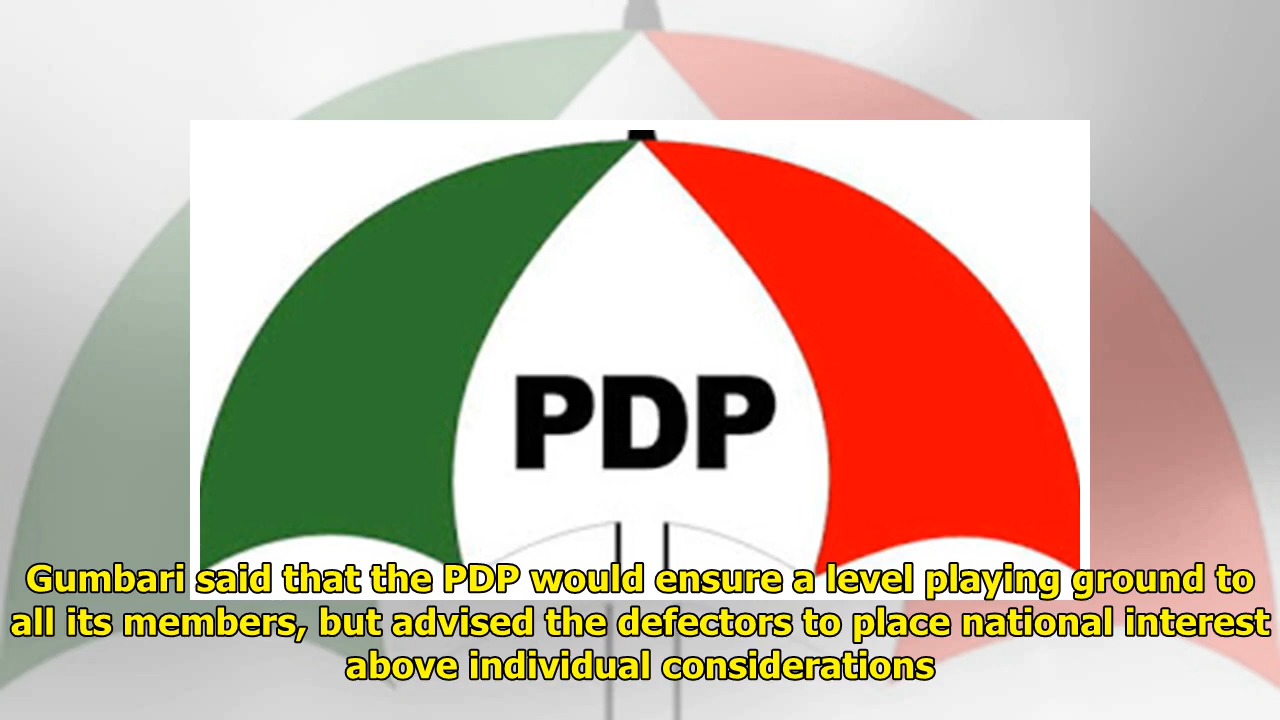 PDP
Gumbari said that the PDP would ensure a level playing ground to
all its members, but advised the defectors to place national interest
above individual considerations